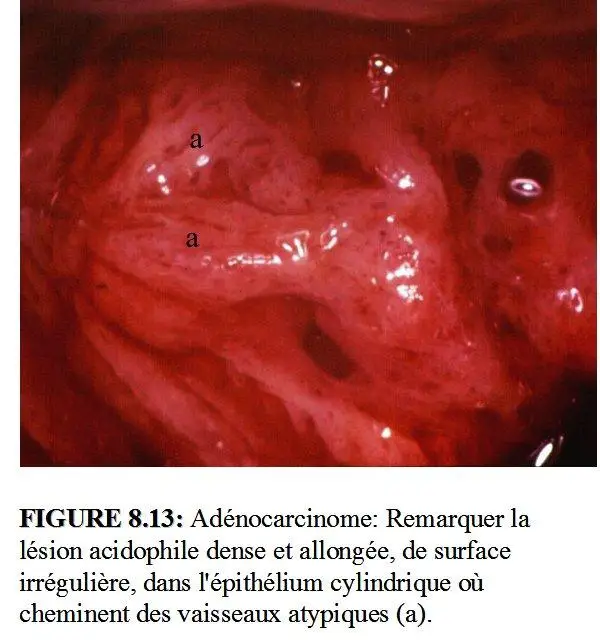 a
a
FIGURE 8.13: Adénocarcinome: Remarquer la
lésion acidophile dense et allongée, de surface
irrégulière, dans l'épithélium cylindrique où
cheminent des vaisseaux atypiques (a).